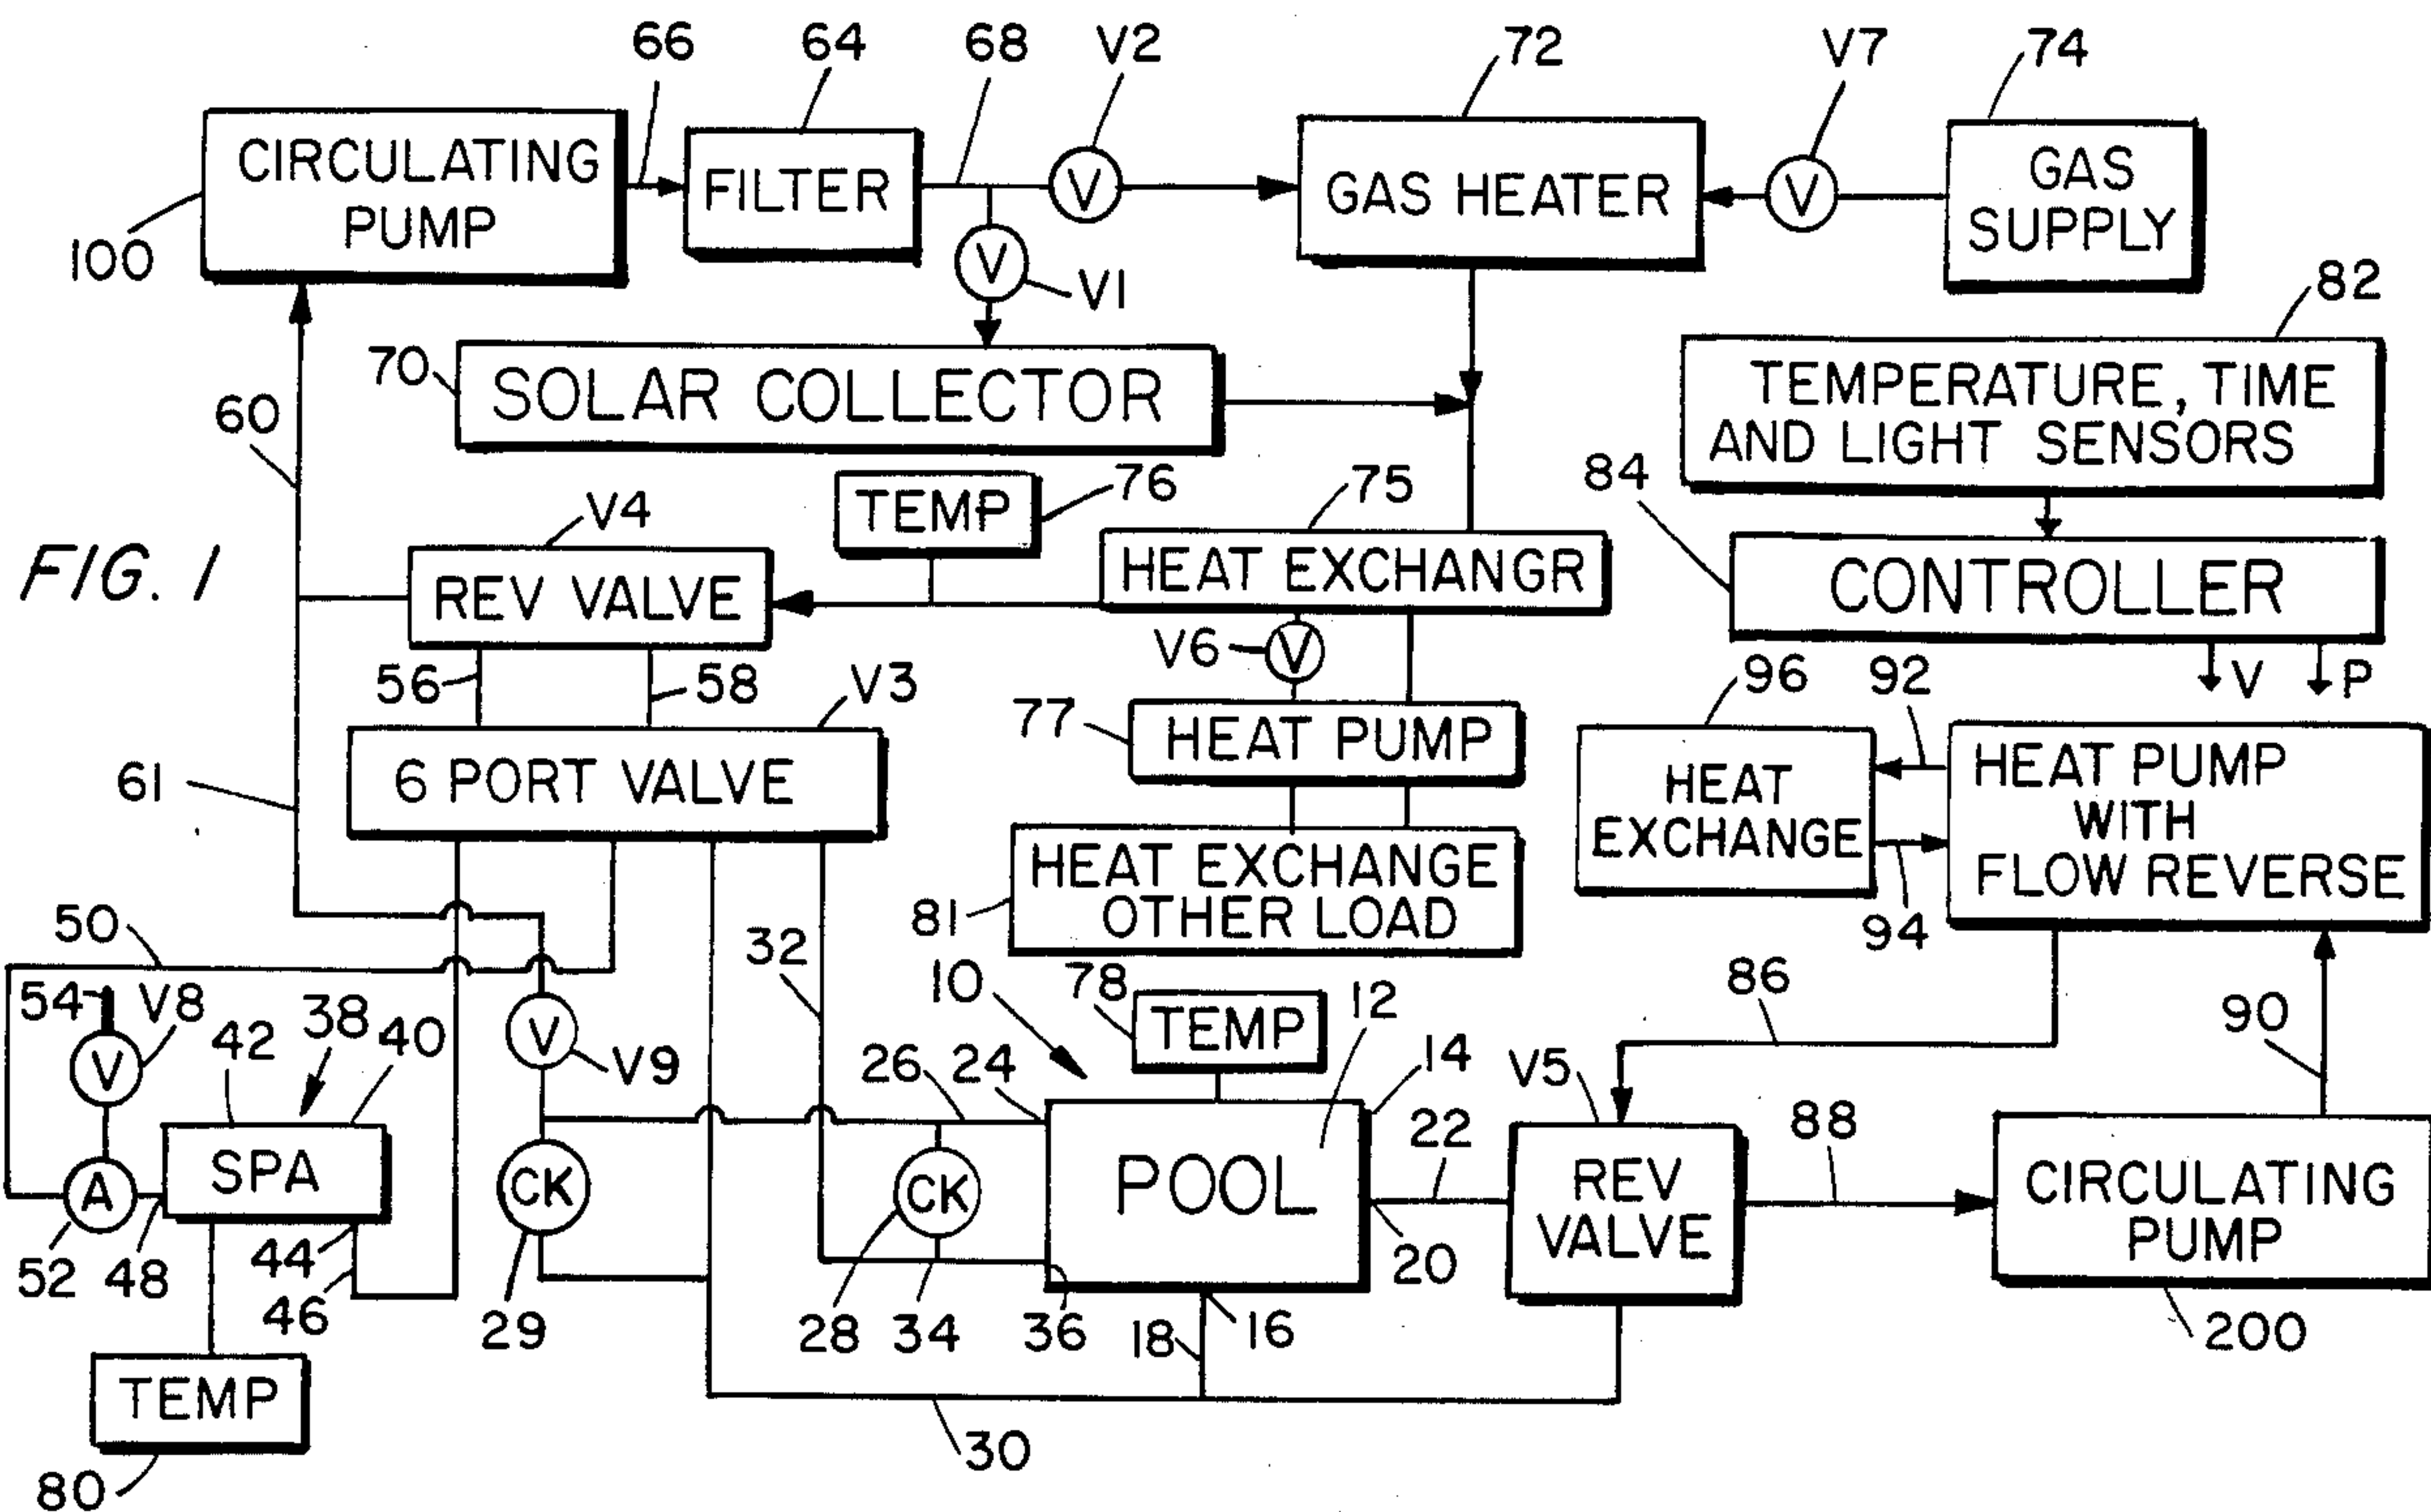 66
64
68
V2
72
V7
74
CIRCULATING
PUMP
100
FILTER
V
V
V1
GAS HEATER
V
GAS
SUPPLY
82
70
SOLAR COLLECTOR
60
TEMPERATURE, TIME
AND LIGHT SENSORS
84
FIG. 1
V4
TEMP
76
75
REV VALVE
HEAT EXCHANGR
CONTROLLER
V
P
56
58
V3
V6
V
77
HEAT PUMP
96
92
61
6 PORT VALVE
HEAT
EXCHANGE
94
HEAT PUMP
WITH
FLOW REVERSE
81
HEAT EXCHANGE
OTHER LOAD
50
32
54
V8
V
42
38
40
V
V9
10
78
TEMP
12
14
26
24
86
90
V5
A
52
48
SPA
44
46
CK
29
CK
28
34
POOL
36
18
16
20
22
REV
VALVE
88
CIRCULATING
PUMP
200
TEMP
80
30